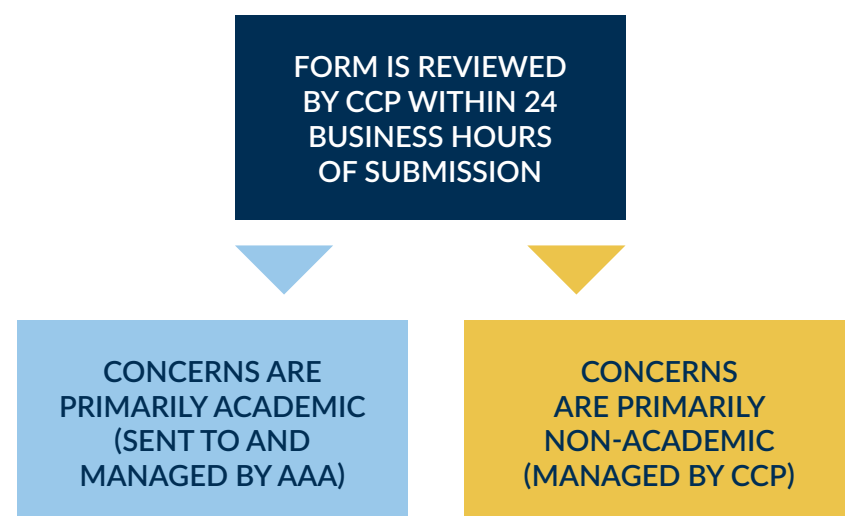 FORM IS REVIEWED
BY CCP WITHIN 24
BUSINESS HOURS
OF SUBMISSION
CONCERNS ARE
PRIMARILY ACADEMIC
(SENT TO AND
MANAGED BY AAA)
CONCERNS
ARE PRIMARILY
NON-ACADEMIC
(MANAGED BY CCP)